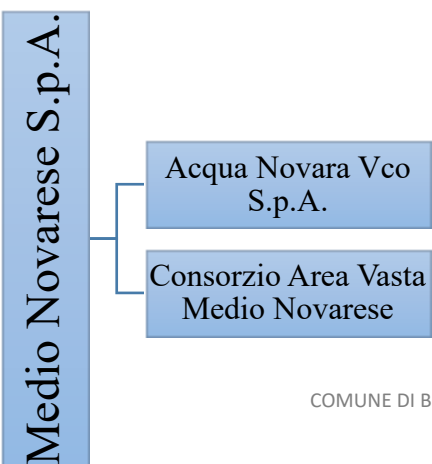 Medio Novarese S.p.A.
Acqua Novara Vco
S.p.A.
Consorzio Area Vasta
Medio Novarese
COMUNE DI B